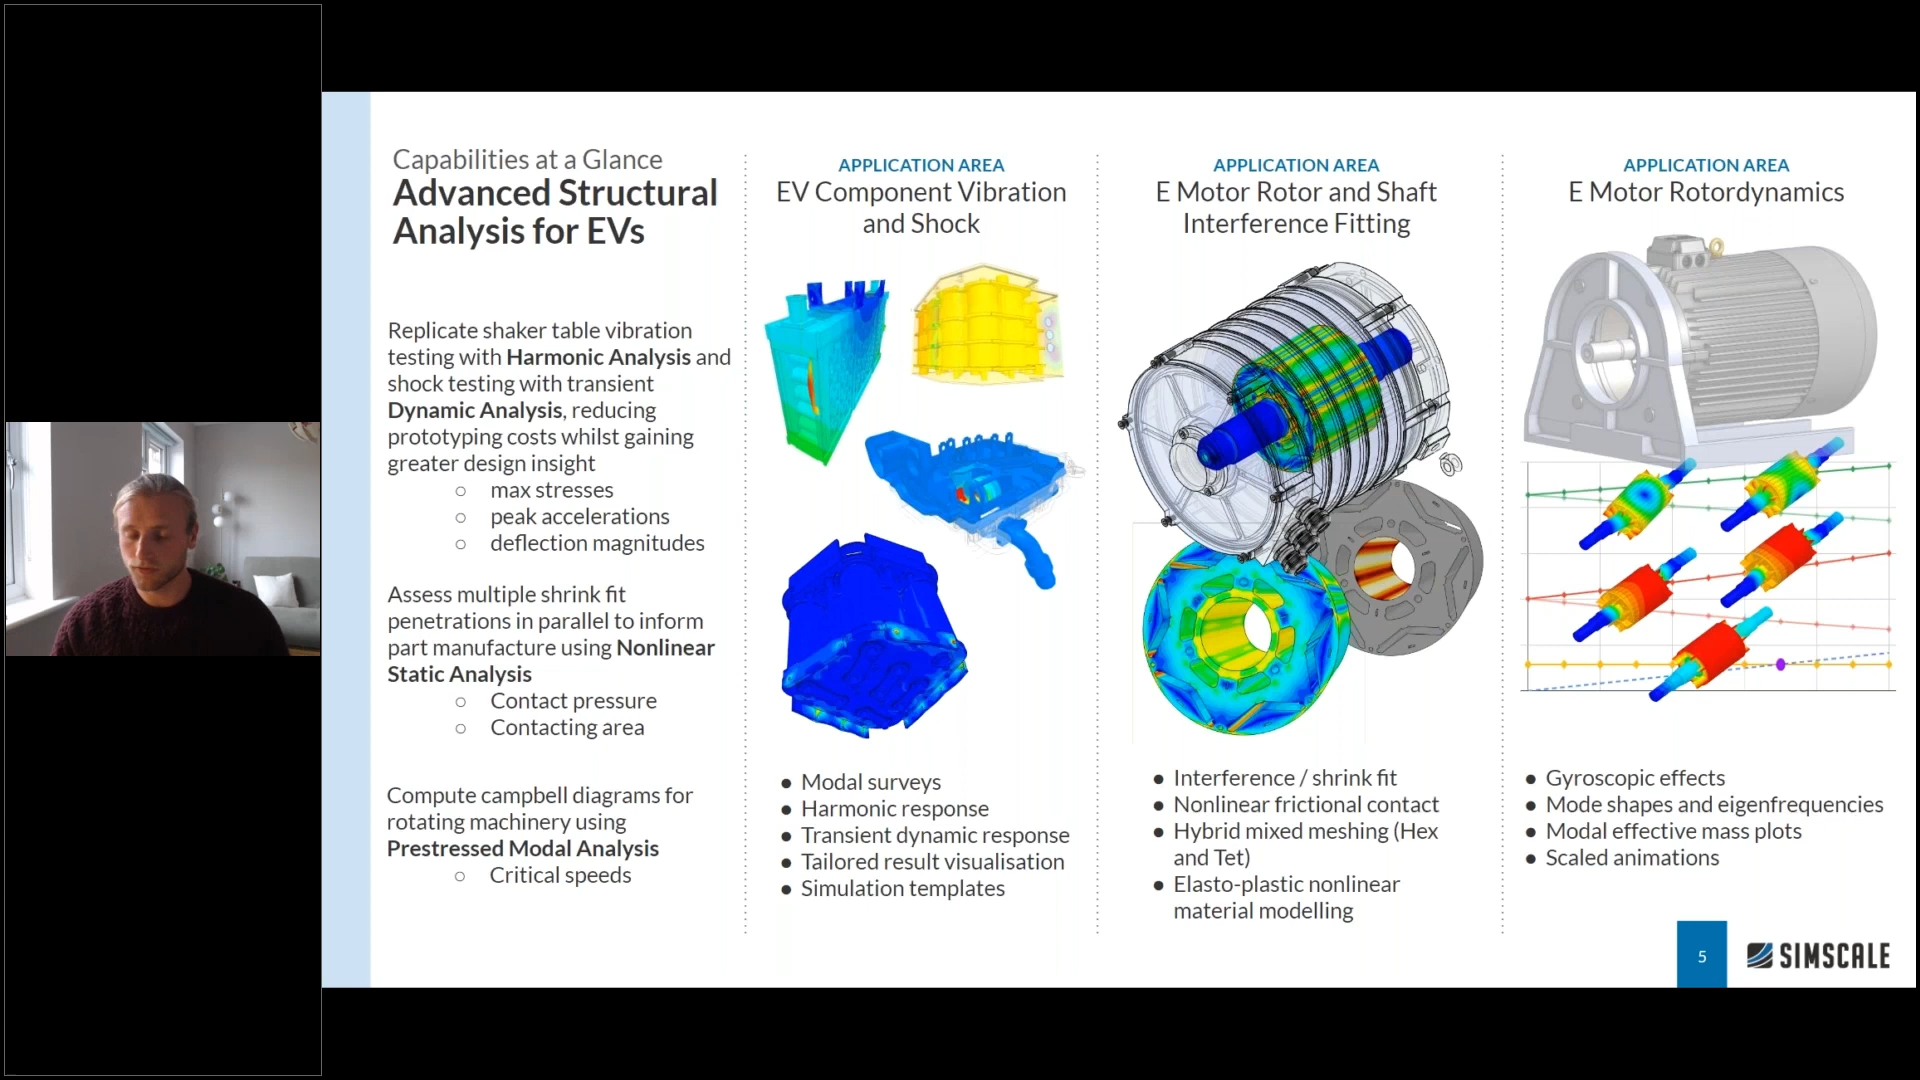 Capabilities at a Glance
Advanced Structural
Analysis for EVs
Replicate shaker table vibration
testing with Harmonic Analysis and
shock testing with transient
Dynamic Analysis, reducing
prototyping costs whilst gaining
greater design insight
○ max stresses
○ peak accelerations
○ deflection magnitudes
Assess multiple shrink fit
penetrations in parallel to inform
part manufacture using Nonlinear
Static Analysis
○ Contact pressure
○ Contacting area
Compute campbell diagrams for
rotating machinery using
Prestressed Modal Analysis
○ Critical speeds
APPLICATION AREA
EV Component Vibration
and Shock
● Modal surveys
● Harmonic response
● Transient dynamic response
● Tailored result visualisation
● Simulation templates
APPLICATION AREA
E Motor Rotor and Shaft
Interference Fitting
● Interference / shrink fit
● Nonlinear frictional contact
● Hybrid mixed meshing (Hex
and Tet)
● Elasto-plastic nonlinear
material modelling
APPLICATION AREA
E Motor Rotordynamics
● Gyroscopic effects
● Mode shapes and eigenfrequencies
● Modal effective mass plots
● Scaled animations
5
SIMSCALE